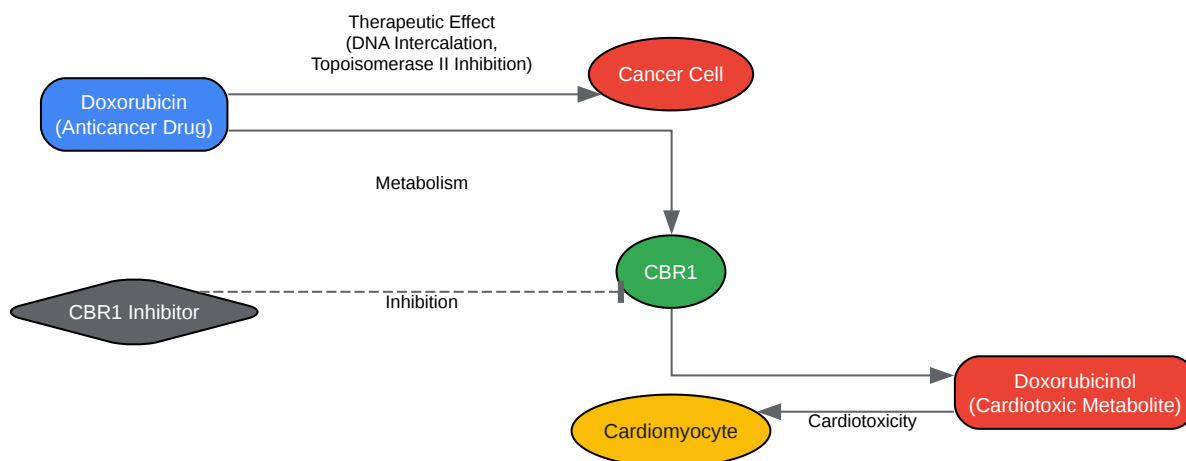 Therapeutic Effect
(DNA Intercalation,
Topoisomerase II Inhibition)
Cancer Cell
Doxorubicin
(Anticancer Drug)
Metabolism
CBR1
CBR1 Inhibitor
Inhibition
Doxorubicinol
(Cardiotoxic Metabolite)
Cardiotoxicity
Cardiomyocyte